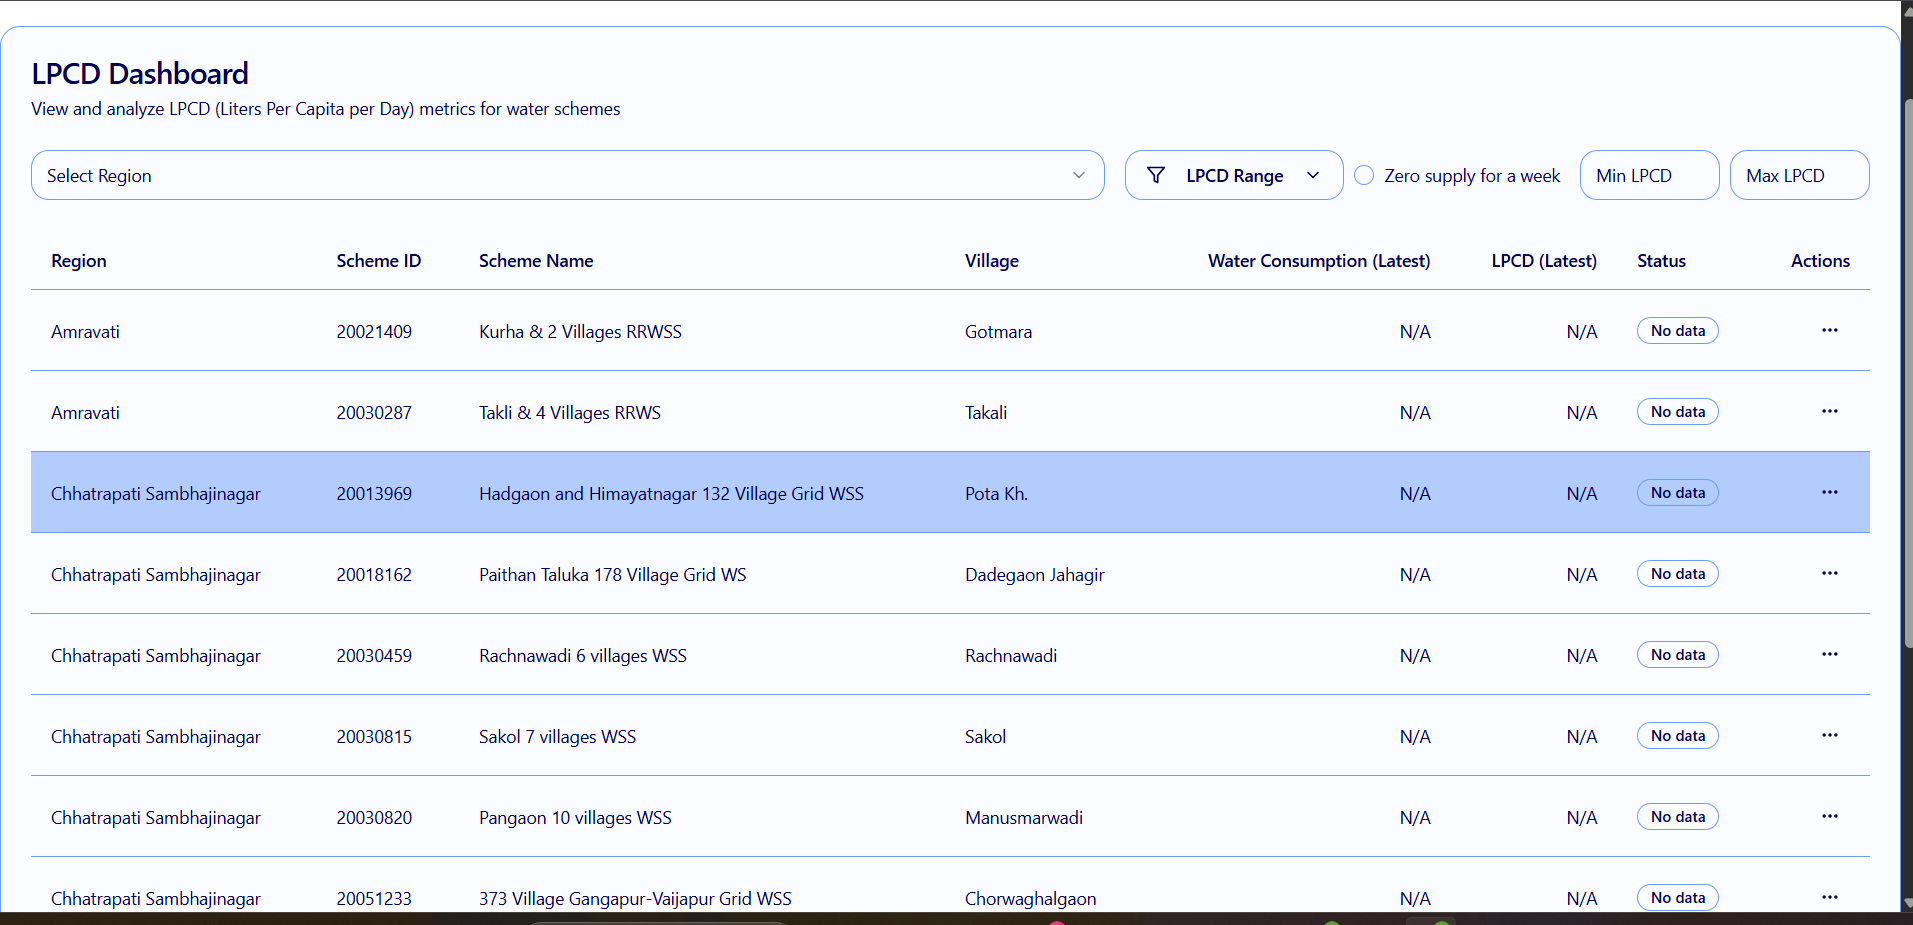 LPCD Dashboard
View and analyze LPCD (Liters Per Capita per Day) metrics for water schemes
Select Region LPCD Range Zero supply for a week Min LPCD Max LPCD
Region Scheme ID Scheme Name Village Water Consumption (Latest) LPCD (Latest) Status Actions
Amravati 20021409 Kurha & 2 Villages RRWSS Gotmara N/A N/A No data ···
Amravati 20030287 Takli & 4 Villages RRWS Takali N/A N/A No data ···
Chhatrapati Sambhajinagar 20013969 Hadgaon and Himayatnagar 132 Village Grid WSS Pota Kh. N/A N/A No data ···
Chhatrapati Sambhajinagar 20018162 Paithan Taluka 178 Village Grid WS Dadegaon Jahagir N/A N/A No data ···
Chhatrapati Sambhajinagar 20030459 Rachnawadi 6 villages WSS Rachnawadi N/A N/A No data ···
Chhatrapati Sambhajinagar 20030815 Sakol 7 villages WSS Sakol N/A N/A No data ···
Chhatrapati Sambhajinagar 20030820 Pangaon 10 villages WSS Manusmarwadi N/A N/A No data ···
Chhatrapati Sambhajinagar 20051233 373 Village Gangapur-Vaijapur Grid WSS Chorwaghalgaon N/A N/A No data ···